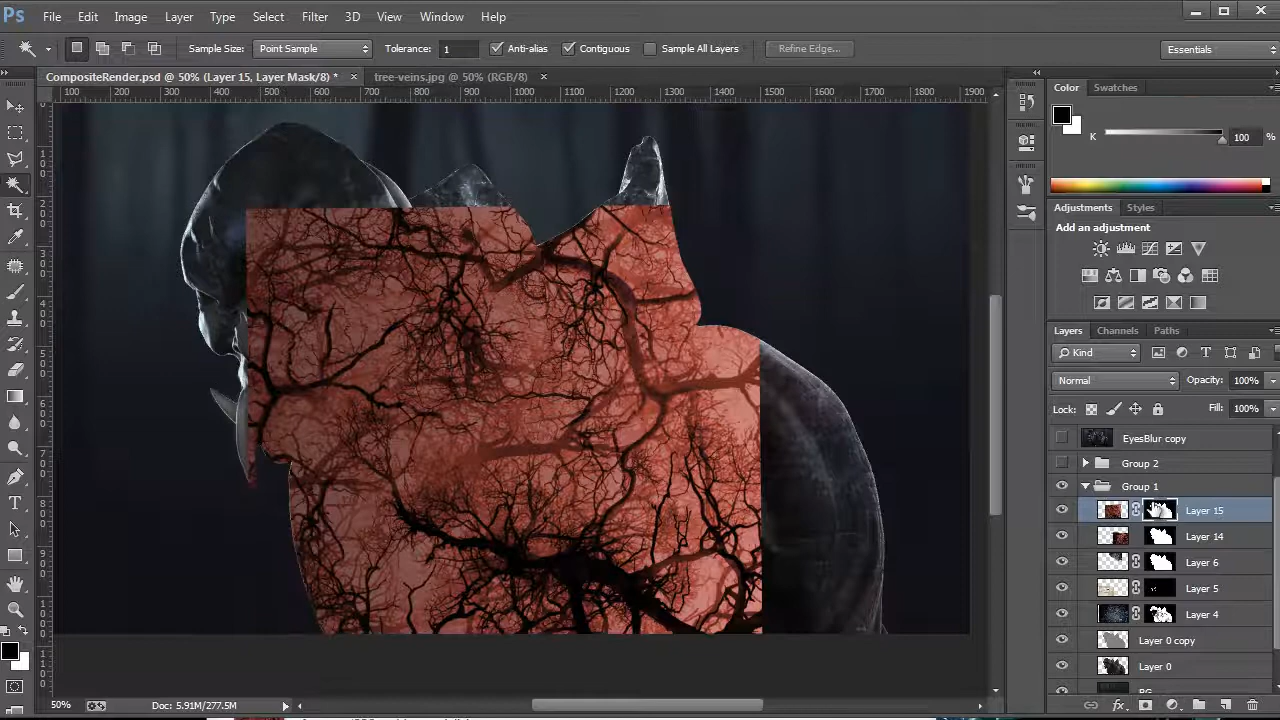 Ps File Edit Image Layer Type Select Filter 3D View Window Help
Sample Size: Point Sample Tolerance: 1 Anti-alias Contiguous Sample All Layers Refine Edge... Essentials
CompositeRender.psd @ 50% (Layer 15, Layer Mask/8) * × tree-veins.jpg @ 50% (RGB/8) ×
100 200 300 400 500 600 700 800 900 1000 1100 1200 1300 1400 1500 1600 1700 1800 1900
Color Swatches
K 100 %
Adjustments Styles
Add an adjustment
Layers Channels Paths
Kind
Normal Opacity: 100%
Lock: Fill: 100%
EyesBlur copy
Group 2
Group 1
Layer 15
Layer 14
Layer 6
Layer 5
Layer 4
Layer 0 copy
Layer 0
BG
50% Doc: 5.91M/277.5M